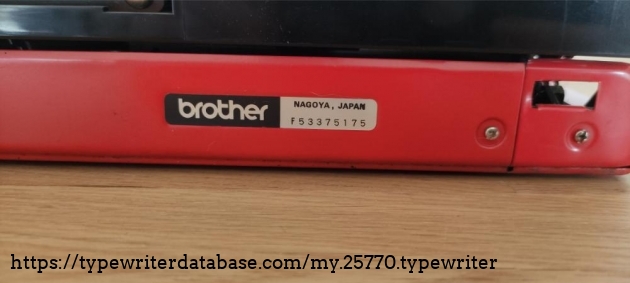 brother
NAGOYA, JAPAN
F53375175
https://typewriterdatabase.com/my.25770.typewriter